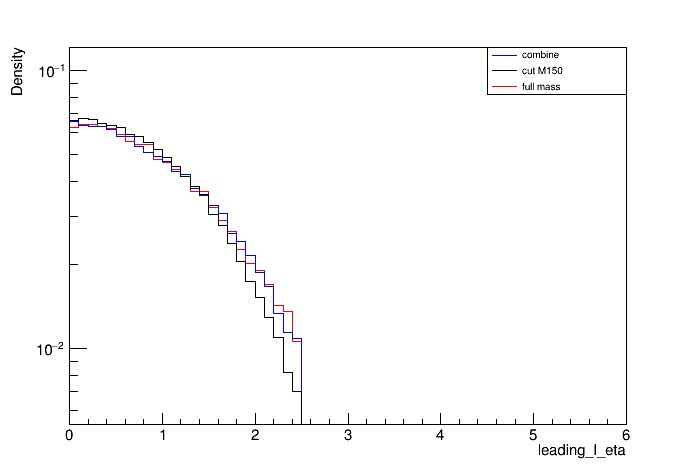 Density
combine
cut M150
full mass
10⁻¹
10⁻²
0 1 2 3 4 5 6
leading_l_eta